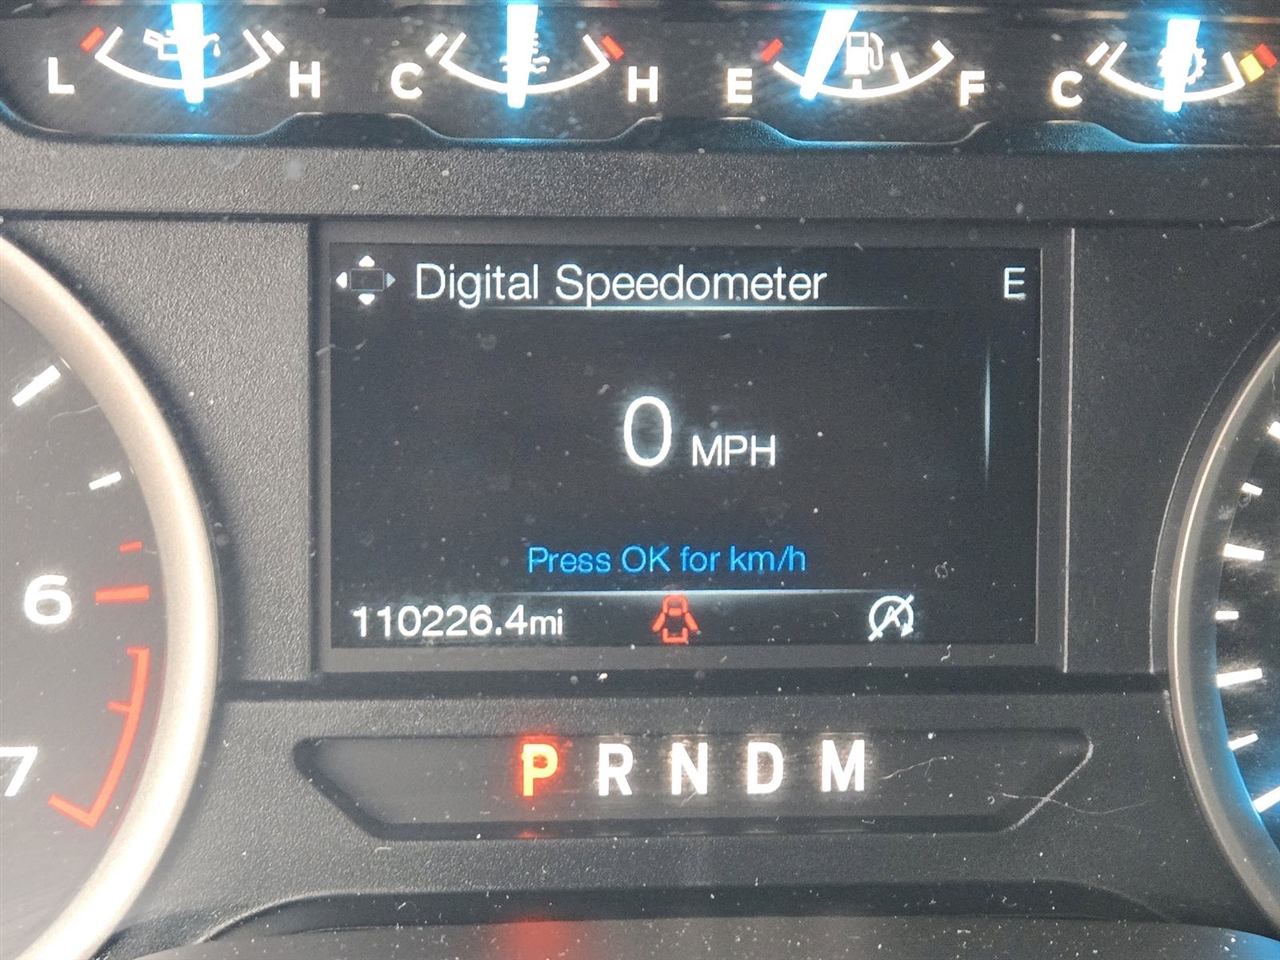 L H C H E F C
Digital Speedometer E
0 MPH
Press OK for km/h
6
110226.4mi
7
P R N D M